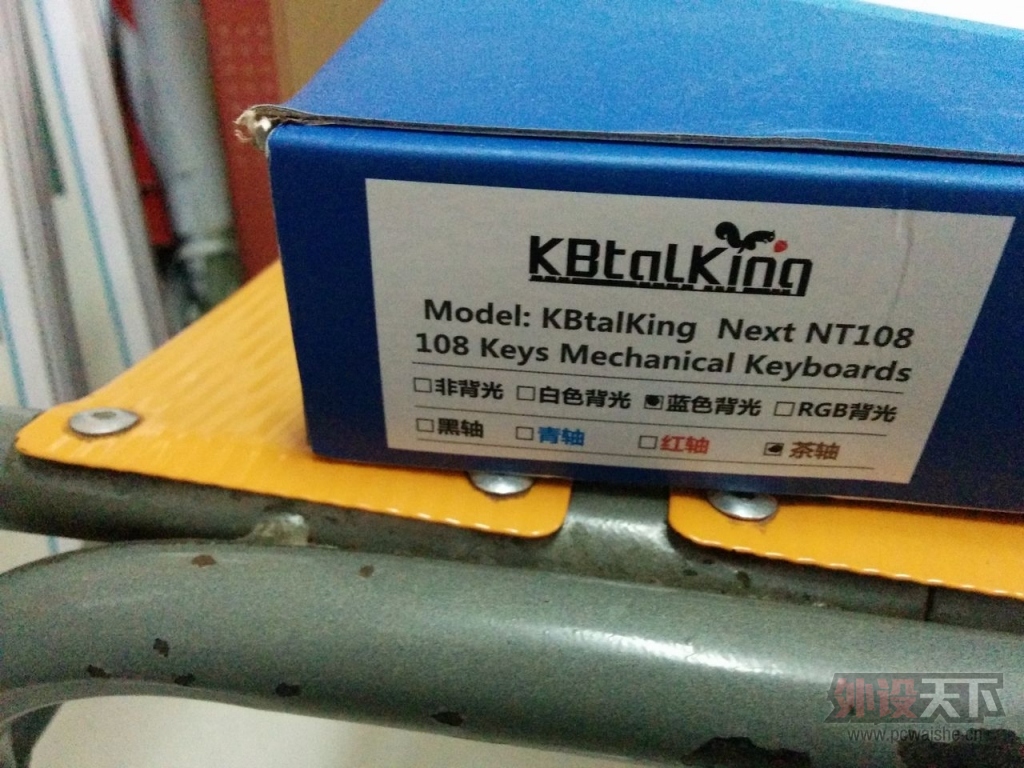 KBtalKing
Model: KBtalKing Next NT108
108 Keys Mechanical Keyboards
□非背光 □白色背光 ☑蓝色背光 □RGB背光
□黑轴 □青轴 □红轴 ☑茶轴
外设天下
www.pcwaishe.cn